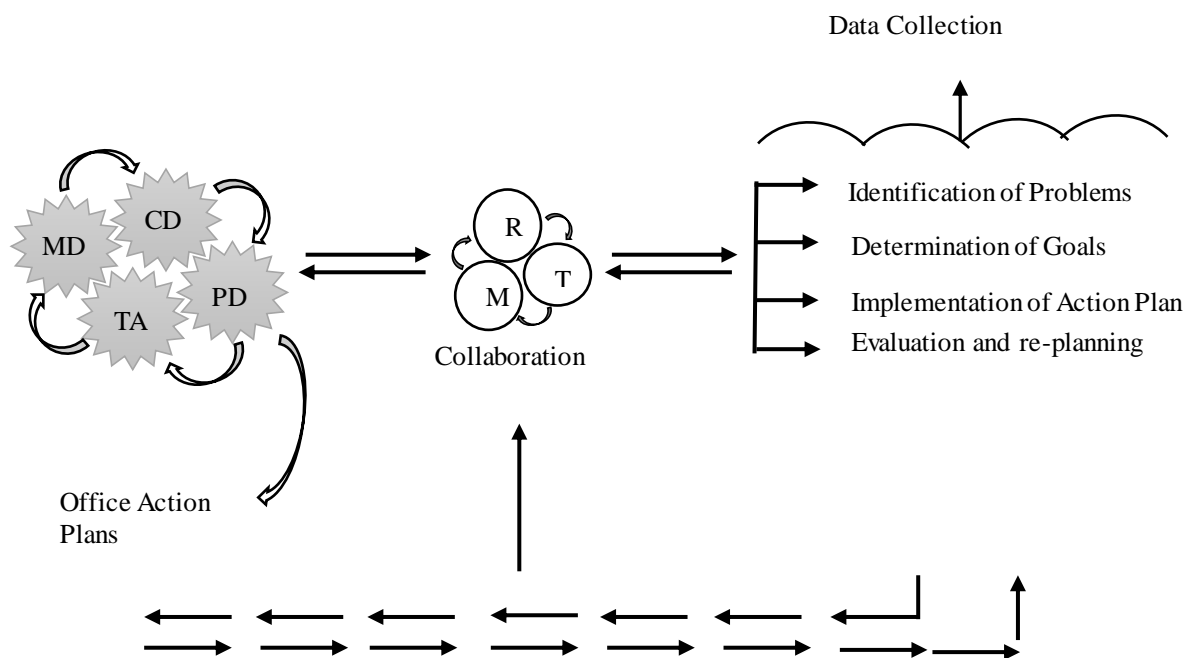 Data Collection
CD
MD
PD
TA
R
T
M
Collaboration
Identification of Problems
Determination of Goals
Implementation of Action Plan
Evaluation and re-planning
Office Action
Plans